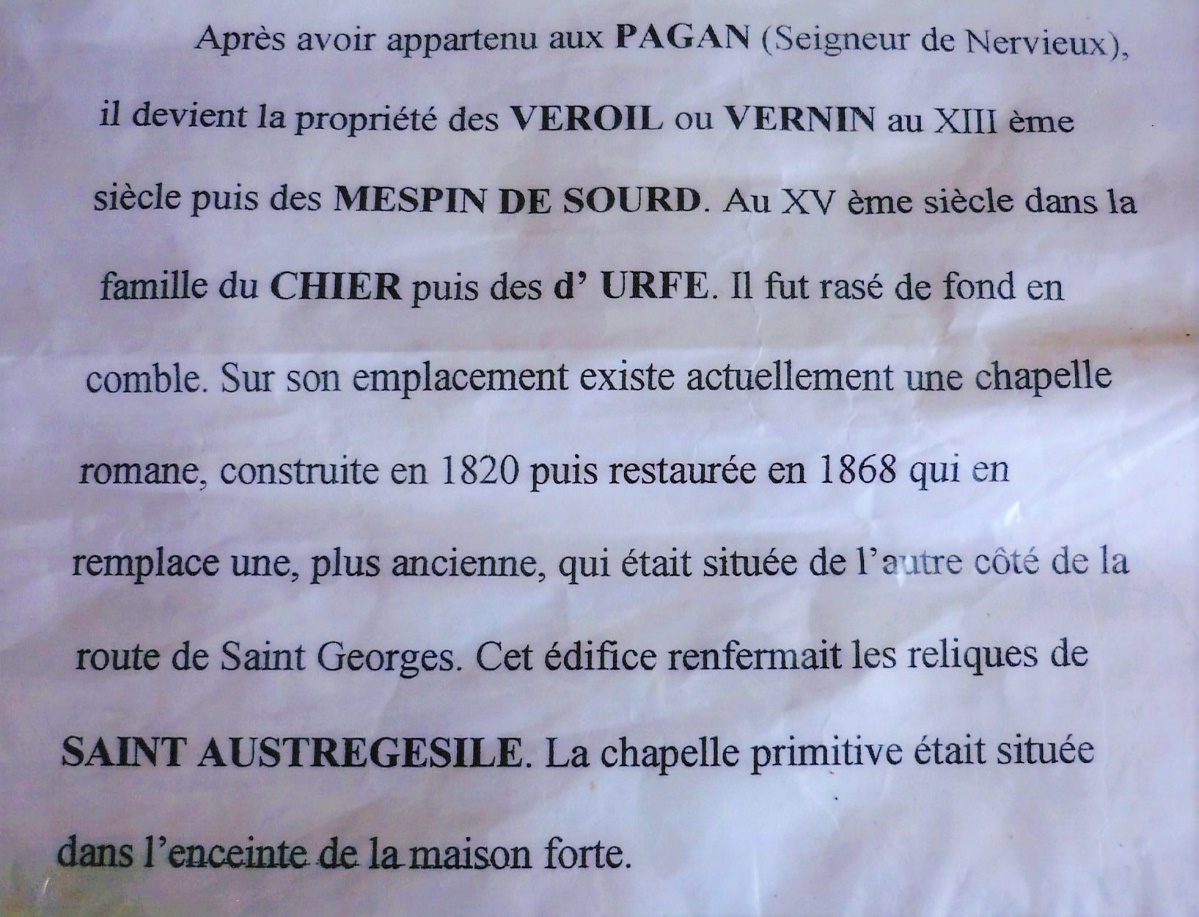 Après avoir appartenu aux PAGAN (Seigneur de Nervieux),
il devient la propriété des VEROIL ou VERNIN au XIII ème
siècle puis des MESPIN DE SOURD. Au XV ème siècle dans la
famille du CHIER puis des d’ URFE. Il fut rasé de fond en
comble. Sur son emplacement existe actuellement une chapelle
romane, construite en 1820 puis restaurée en 1868 qui en
remplace une, plus ancienne, qui était située de l’autre côté de la
route de Saint Georges. Cet édifice renfermait les reliques de
SAINT AUSTREGESILE. La chapelle primitive était située
dans l’enceinte de la maison forte.